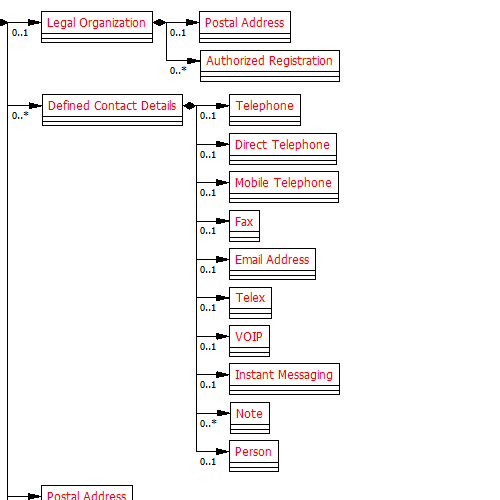 Legal Organization
Postal Address
0..1
0..1
Authorized Registration
0..*
Defined Contact Details
Telephone
0..*
0..1
Direct Telephone
0..1
Mobile Telephone
0..1
Fax
0..1
Email Address
0..1
Telex
0..1
VOIP
0..1
Instant Messaging
0..1
Note
0..*
Person
0..1
Postal Address